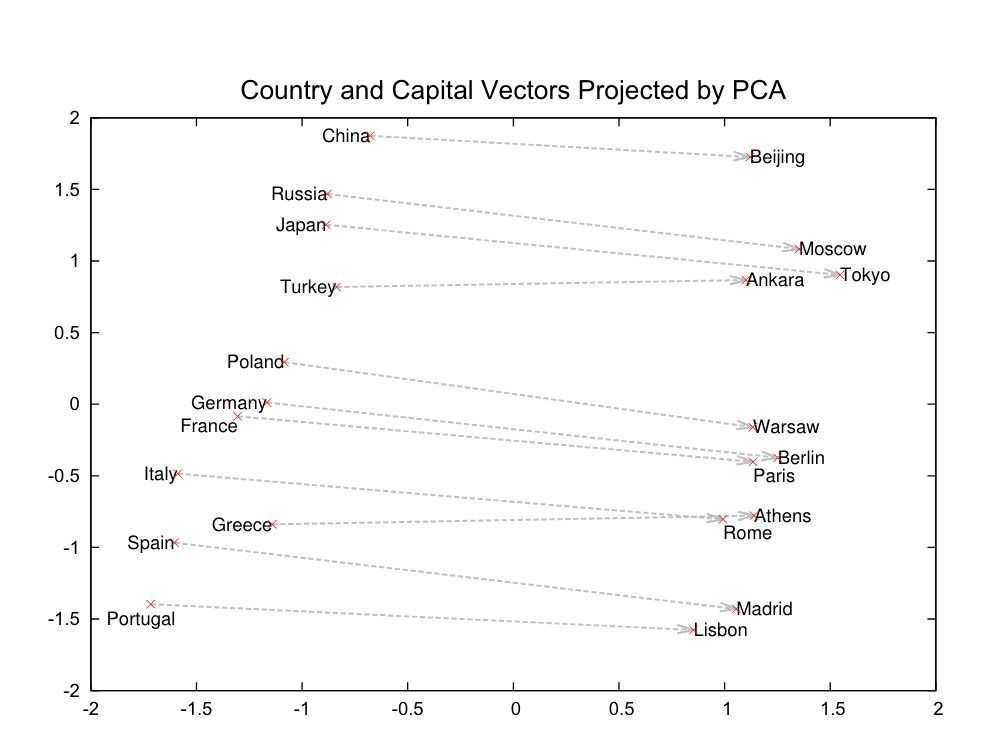 Country and Capital Vectors Projected by PCA
2
China
Beijing
1.5
Russia
Japan
Moscow
1
Tokyo
Turkey
Ankara
0.5
Poland
0
Germany
France
Warsaw
Berlin
-0.5
Italy
Paris
Greece
Athens
Rome
-1
Spain
Madrid
-1.5
Portugal
Lisbon
-2
-2 -1.5 -1 -0.5 0 0.5 1 1.5 2